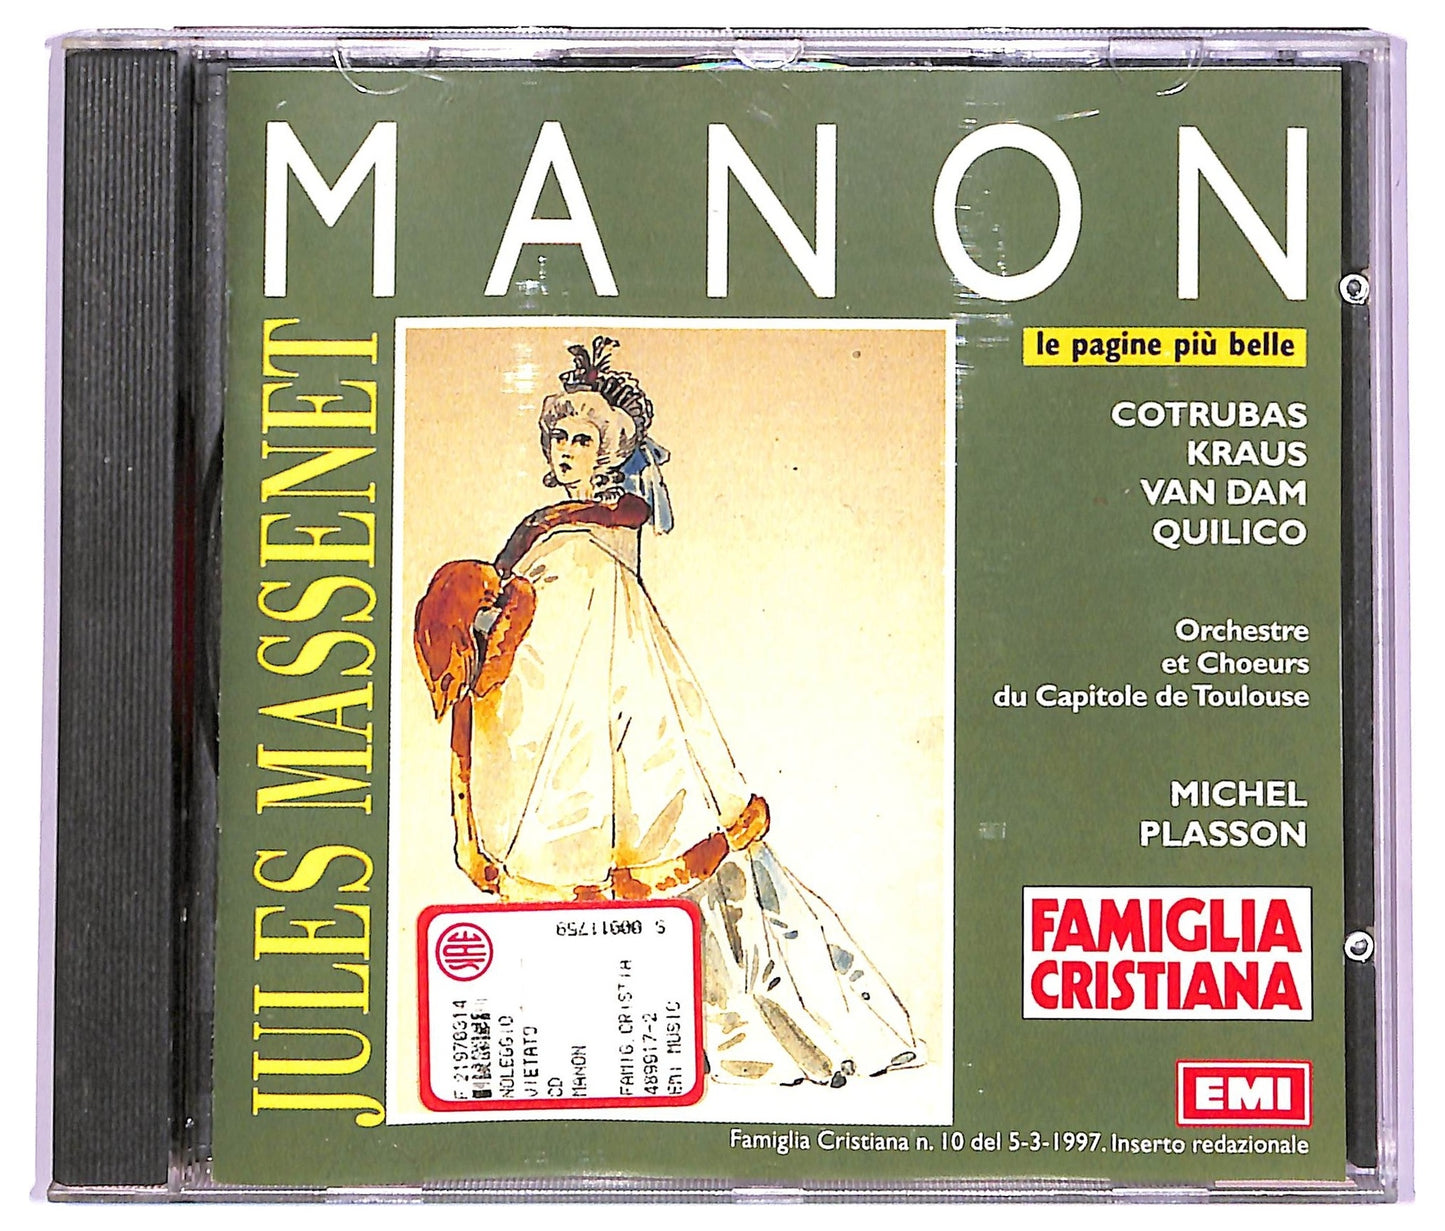 MANON
JULES MASSENET
le pagine più belle
COTRUBAS
KRAUS
VAN DAM
QUILICO
Orchestre
et Choeurs
du Capitole de Toulouse
MICHEL
PLASSON
FAMIGLIA
CRISTIANA
EMI
Famiglia Cristiana n. 10 del 5-3-1997. Inserto redazionale
SIAE
S 00011759
NOLEGGIO
VIETATO
CD
MANON
FAMIG.CRISTIA
489917-2
EMI MUSIC